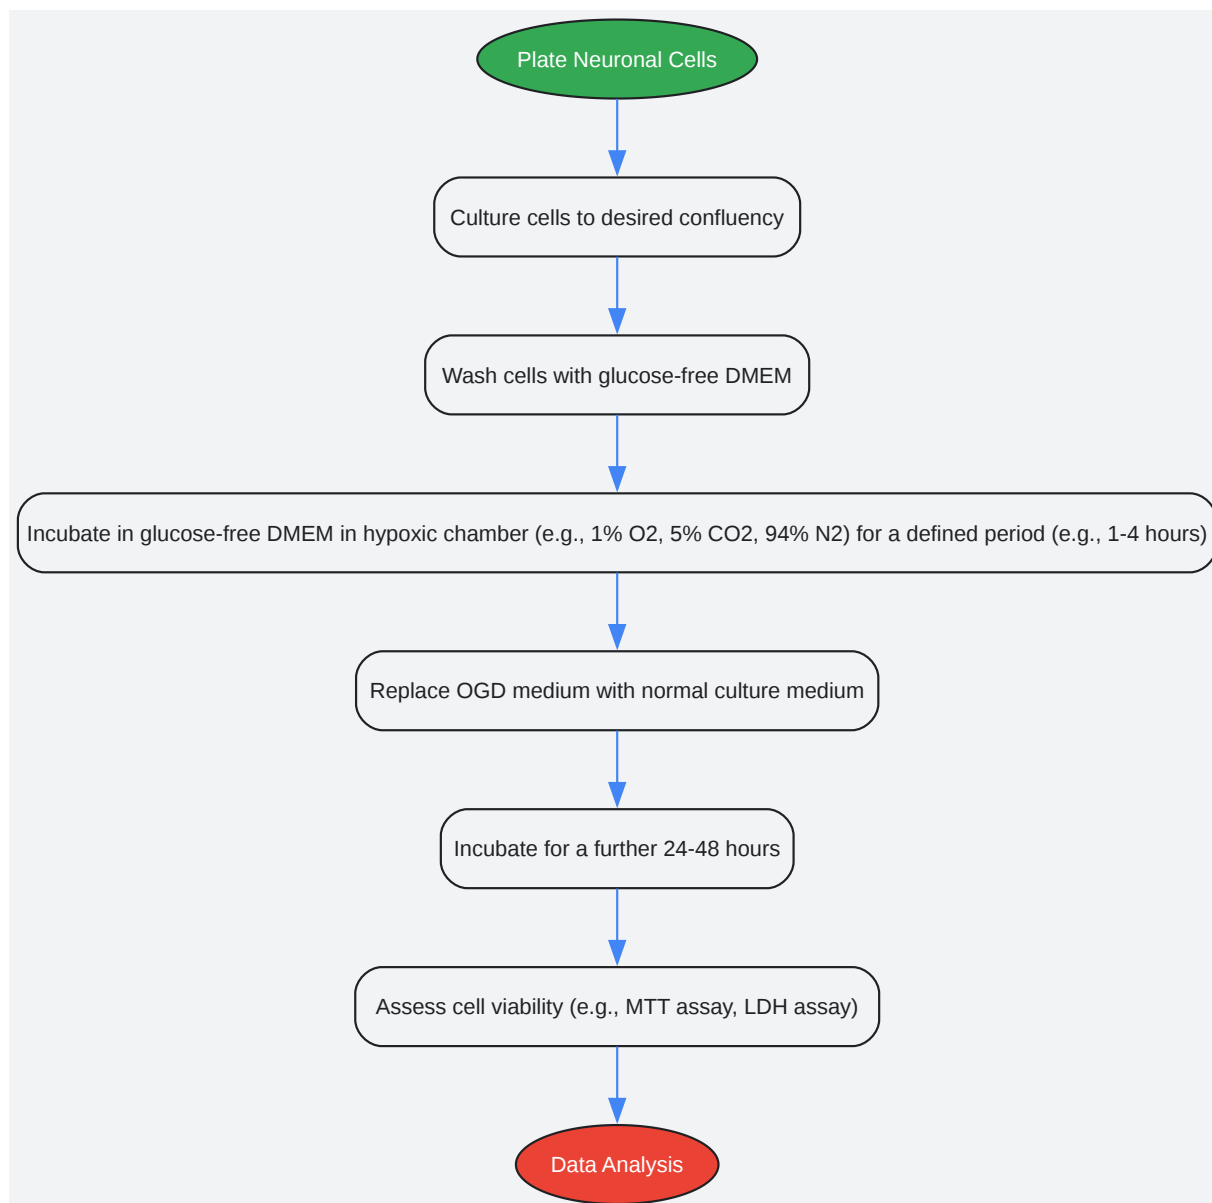 Plate Neuronal Cells
Culture cells to desired confluency
Wash cells with glucose-free DMEM
Incubate in glucose-free DMEM in hypoxic chamber (e.g., 1% O2, 5% CO2, 94% N2) for a defined period (e.g., 1-4 hours)
Replace OGD medium with normal culture medium
Incubate for a further 24-48 hours
Assess cell viability (e.g., MTT assay, LDH assay)
Data Analysis